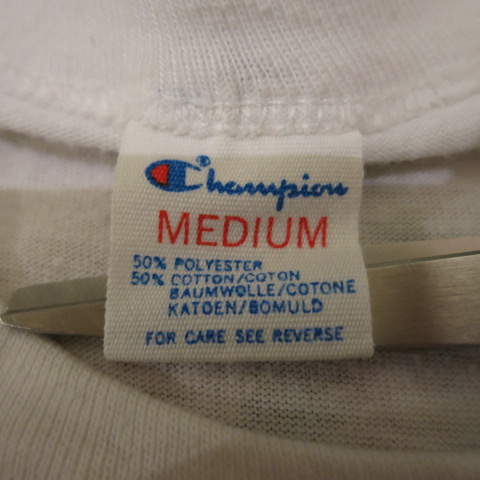 Champion
MEDIUM
50% POLYESTER
50% COTTON/COTON
BAUMWOLLE/COTONE
KATOEN/BOMULD
FOR CARE SEE REVERSE